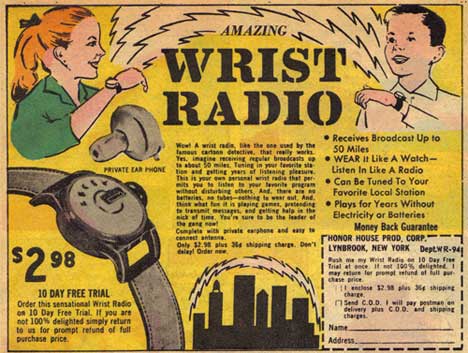 AMAZING
WRIST
RADIO
PRIVATE EAR PHONE
Wow! A wrist radio, like the one used by the
famous cartoon detective, that really works.
Yes, imagine receiving regular broadcasts up
to about 50 miles. Tuning in your favorite sta-
tion and getting years of listening pleasure.
This is your own personal wrist radio that per-
mits you to listen to your favorite program
without disturbing others. And, there are no
batteries, no tubes—nothing to wear out. And,
think what fun it is playing games, pretending
to transmit messages, and getting help in the
nick of time. You're sure to be the leader of
the gang now!
Complete with private earphone and easy to
connect antenna.
Only $2.98 plus 36¢ shipping charge. Don't
delay! Order now.
• Receives Broadcast Up to
50 Miles
• WEAR It Like A Watch—
Listen In Like A Radio
• Can Be Tuned To Your
Favorite Local Station
• Plays for Years Without
Electricity or Batteries
Money Back Guarantee
$2.98
10 DAY FREE TRIAL
Order this sensational Wrist Radio
on 10 Day Free Trial. If you are
not 100% delighted simply return
to us for prompt refund of full
purchase price.
HONOR HOUSE PROD. CORP.
LYNBROOK, NEW YORK Dept.WR-94
Rush me my Wrist Radio on 10 Day Free
Trial at once. If not 100% delighted, I
may return for prompt refund of full pur-
chase price.
I enclose $2.98 plus 36¢ shipping
charge.
Send C.O.D. I will pay postman on
delivery plus C.O.D. and shipping
charges.
Name
Address